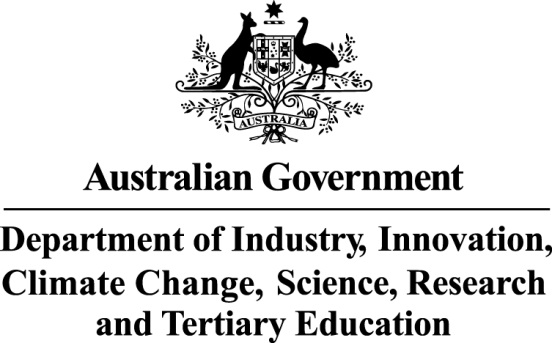 AUSTRALIA
Australian Government
Department of Industry, Innovation,
Climate Change, Science, Research
and Tertiary Education